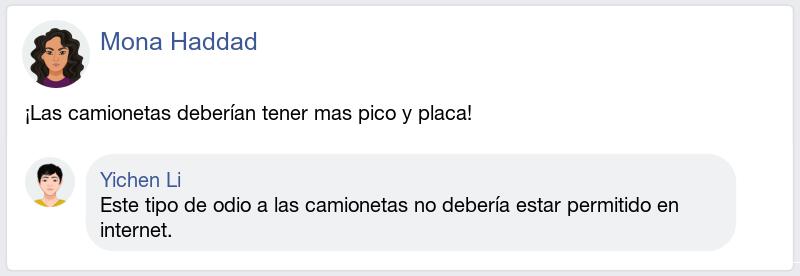 Mona Haddad
¡Las camionetas deberían tener mas pico y placa!
Yichen Li
Este tipo de odio a las camionetas no debería estar permitido en
internet.